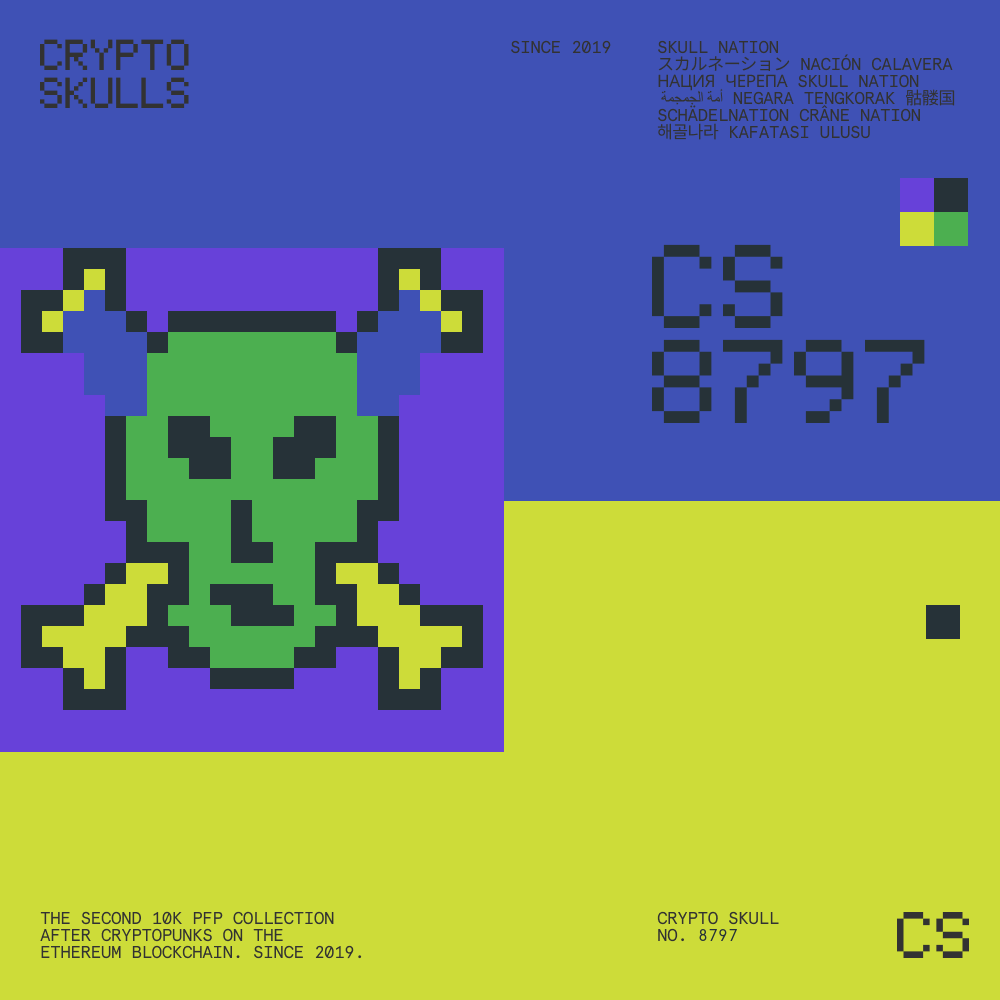 CRYPTO
SKULLS
SINCE 2019
SKULL NATION
スカルネーション NACIÓN CALAVERA
НАЦИЯ ЧЕРЕПА SKULL NATION
أمة الجمجمة NEGARA TENGKORAK 骷髅国
SCHÄDELNATION CRÂNE NATION
해골나라 KAFATASI ULUSU
CS
8797
THE SECOND 10K PFP COLLECTION
AFTER CRYPTOPUNKS ON THE
ETHEREUM BLOCKCHAIN. SINCE 2019.
CRYPTO SKULL
NO. 8797
CS